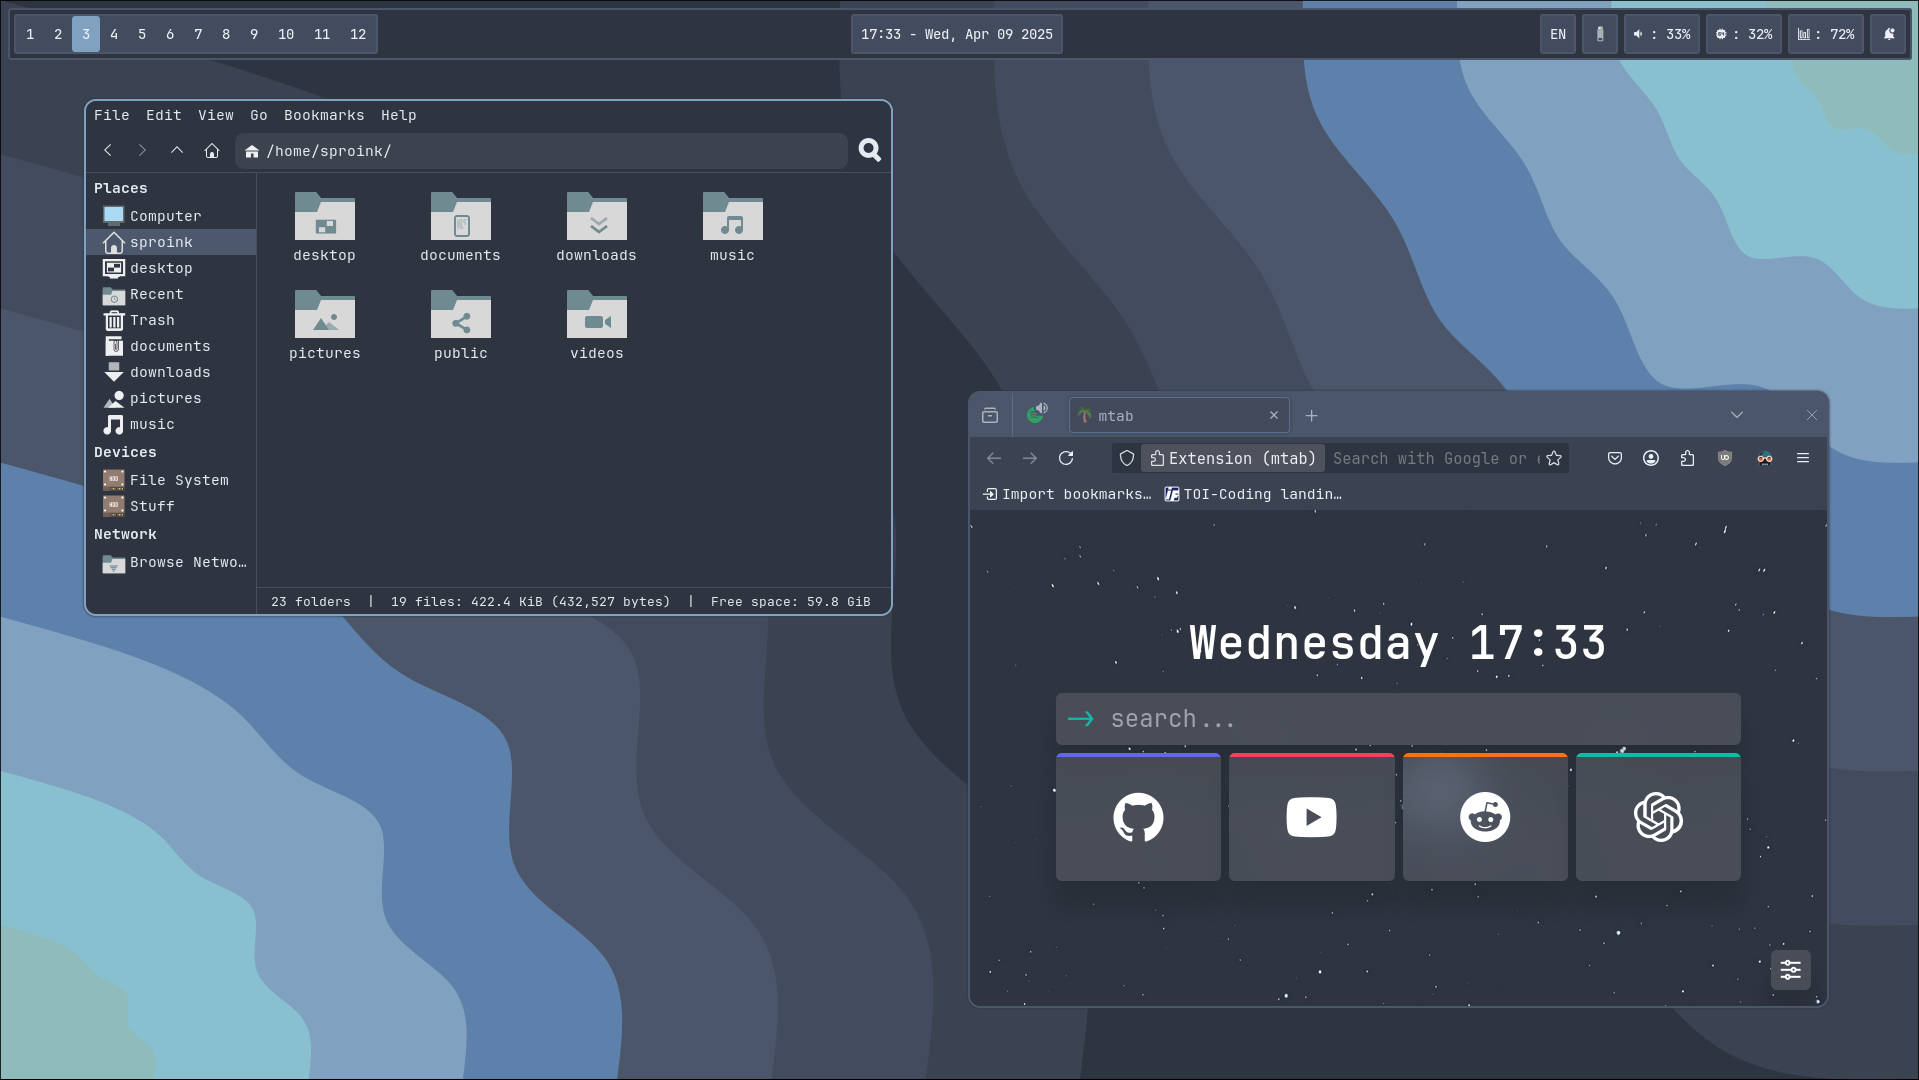 1 2 3 4 5 6 7 8 9 10 11 12
17:33 - Wed, Apr 09 2025
EN : 33% : 32% : 72%
File Edit View Go Bookmarks Help
/home/sproink/
Places
Computer
sproink
desktop
Recent
Trash
documents
downloads
pictures
music
Devices
File System
Stuff
Network
Browse Netwo…
desktop documents downloads music
pictures public videos
23 folders | 19 files: 422.4 KiB (432,527 bytes) | Free space: 59.8 GiB
mtab
Extension (mtab) Search with Google or e
Import bookmarks… TOI-Coding landin…
Wednesday 17:33
search...